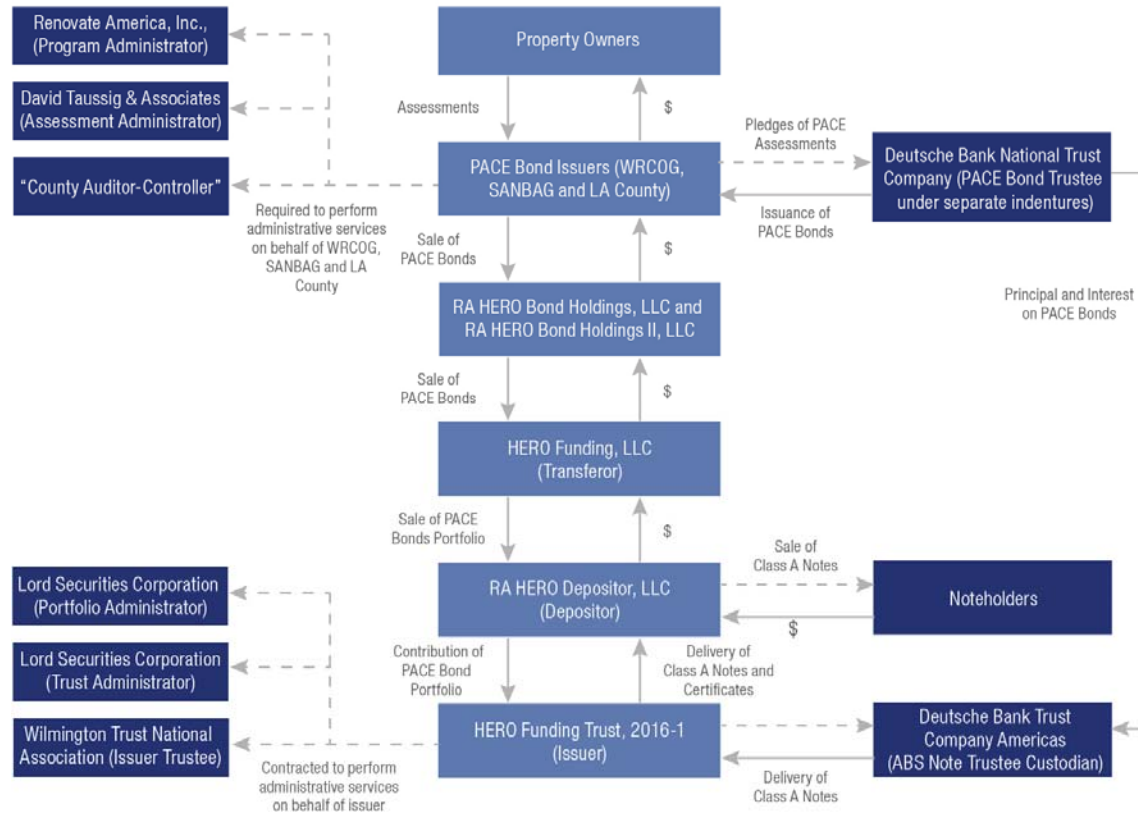 Renovate America, Inc.,
(Program Administrator)
Property Owners
David Taussig & Associates
(Assessment Administrator)
Assessments
$
"County Auditor-Controller"
PACE Bond Issuers (WRCOG,
SANBAG and LA County)
Pledges of PACE
Assessments
Deutsche Bank National Trust
Company (PACE Bond Trustee
under separate indentures)
Issuance of
PACE Bonds
Required to perform
administrative services
on behalf of WRCOG,
SANBAG and LA
County
Sale of
PACE Bonds
$
Principal and Interest
on PACE Bonds
RA HERO Bond Holdings, LLC and
RA HERO Bond Holdings II, LLC
Sale of
PACE Bonds
$
HERO Funding, LLC
(Transferor)
Sale of PACE
Bonds Portfolio
$
Lord Securities Corporation
(Portfolio Administrator)
RA HERO Depositor, LLC
(Depositor)
Sale of
Class A Notes
$
Noteholders
Lord Securities Corporation
(Trust Administrator)
Contribution of
PACE Bond
Portfolio
Delivery of
Class A Notes and
Certificates
Wilmington Trust National
Association (Issuer Trustee)
HERO Funding Trust, 2016-1
(Issuer)
Deutsche Bank Trust
Company Americas
(ABS Note Trustee Custodian)
Delivery of
Class A Notes
Contracted to perform
administrative services
on behalf of issuer